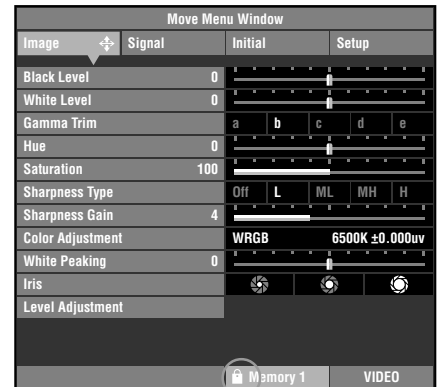 Move Menu Window
Image Signal Initial Setup
Black Level 0
White Level 0
Gamma Trim a b c d e
Hue 0
Saturation 100
Sharpness Type Off L ML MH H
Sharpness Gain 4
Color Adjustment WRGB 6500K ±0.000uv
White Peaking 0
Iris
Level Adjustment
Memory 1 VIDEO